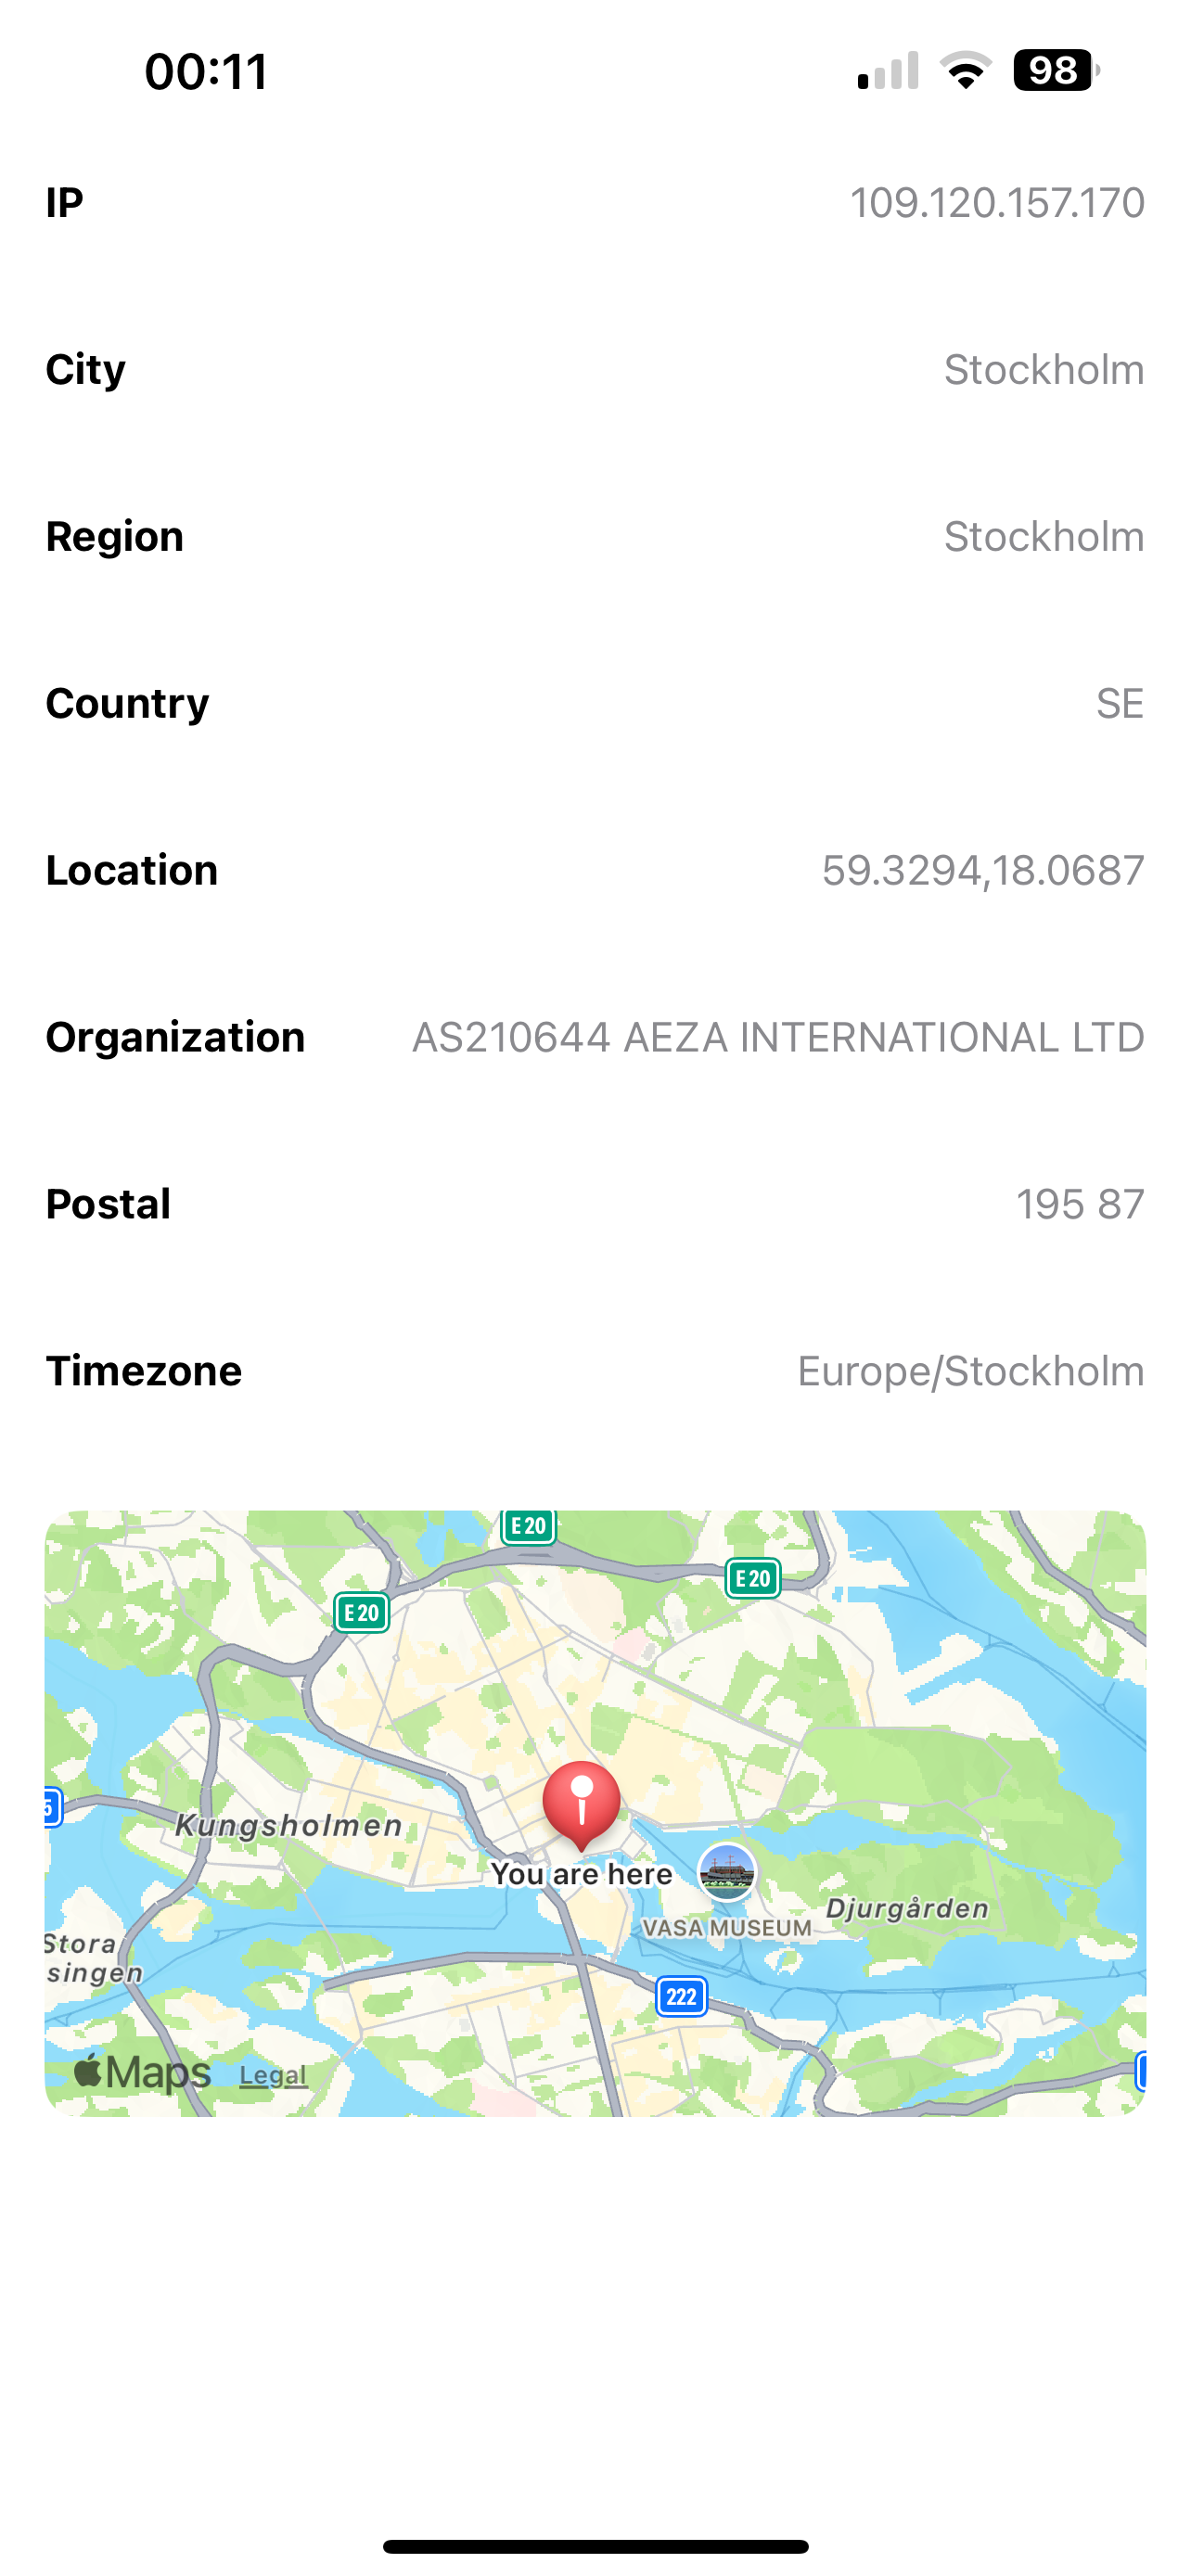 00:11
98
IP 109.120.157.170
City Stockholm
Region Stockholm
Country SE
Location 59.3294,18.0687
Organization AS210644 AEZA INTERNATIONAL LTD
Postal 195 87
Timezone Europe/Stockholm
E 20
E 20
E 20
5
Kungsholmen
You are here
Djurgården
VASA MUSEUM
Stora
singen
222
Maps Legal